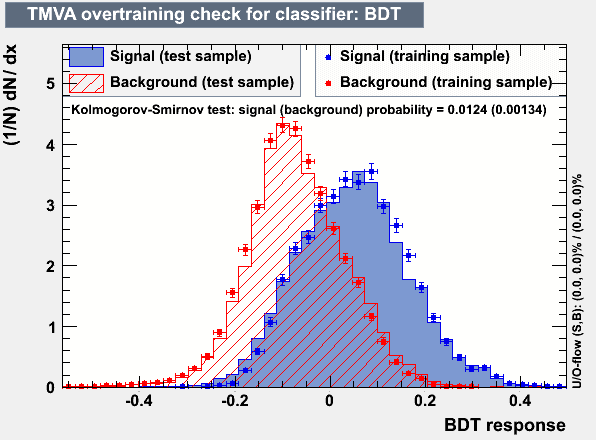 TMVA overtraining check for classifier: BDT
(1/N) dN / dx
Signal (test sample)
Background (test sample)
Signal (training sample)
Background (training sample)
Kolmogorov-Smirnov test: signal (background) probability = 0.0124 (0.00134)
5
4
3
2
1
0
-0.4
-0.2
0
0.2
0.4
BDT response
U/O-flow (S,B): (0.0, 0.0)% / (0.0, 0.0)%